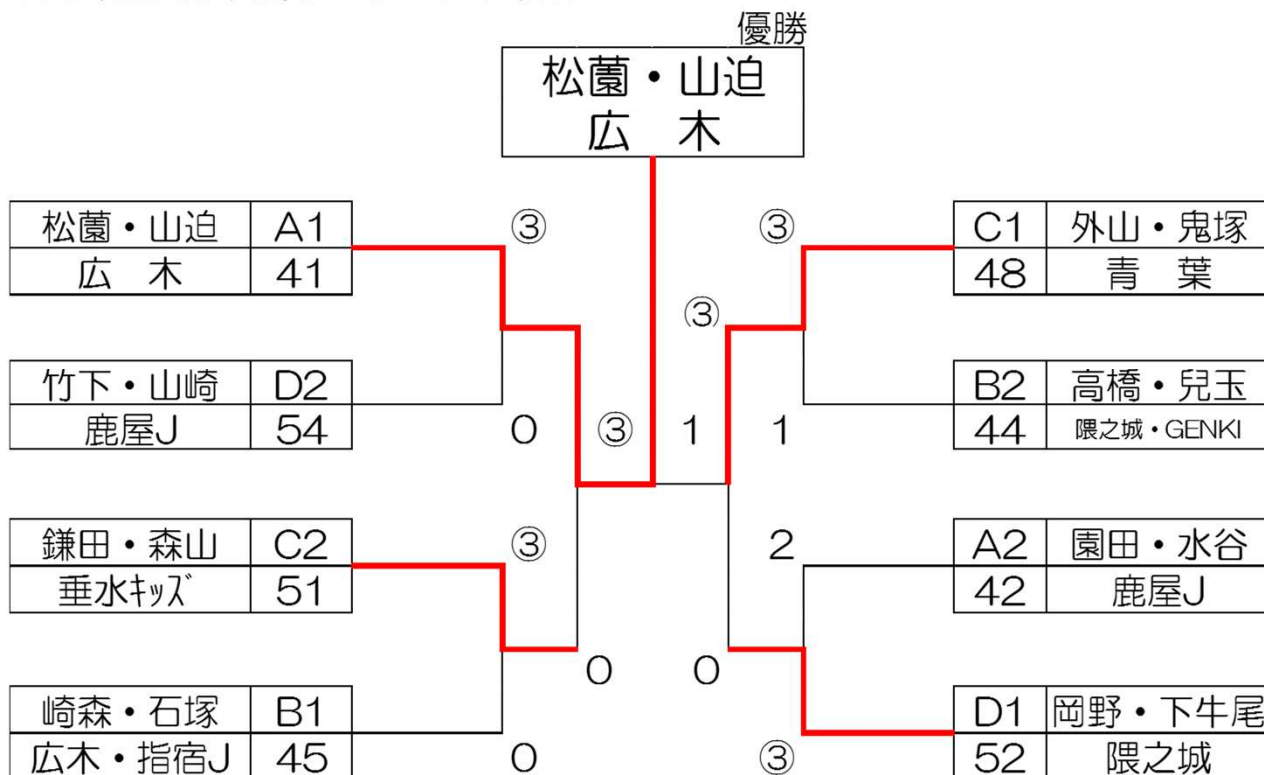 優勝
松薗・山迫
広 木
松薗・山迫 A1
広 木 41
③
③
C1 外山・鬼塚
48 青 葉
③
竹下・山崎 D2
鹿屋J 54
0
③
1
1
B2 高橋・兒玉
44 隈之城・GENKI
鎌田・森山 C2
垂水キッズ 51
③
2
A2 園田・水谷
42 鹿屋J
0
0
崎森・石塚 B1
広木・指宿J 45
0
③
D1 岡野・下牛尾
52 隈之城